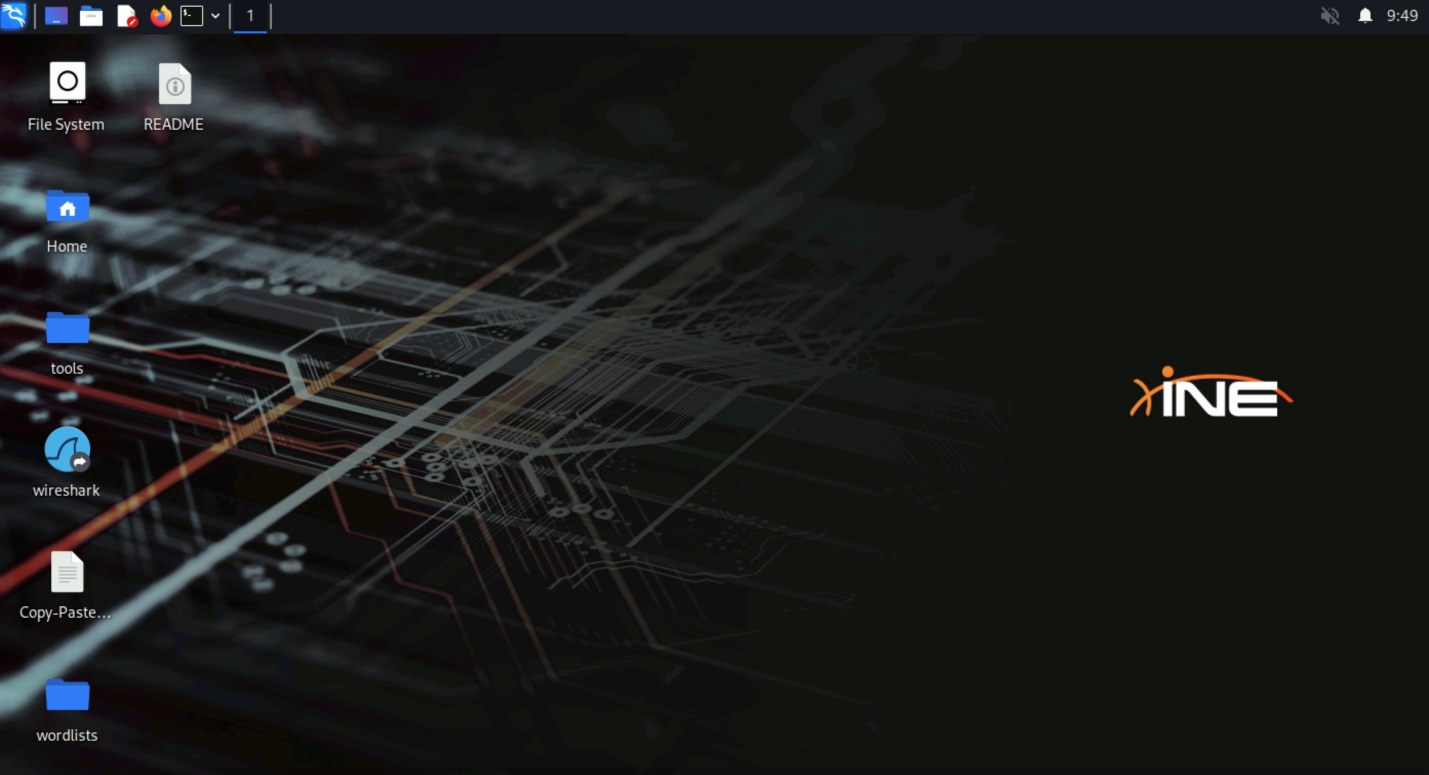 1
9:49
File System
README
Home
tools
wireshark
Copy-Paste...
wordlists
INE